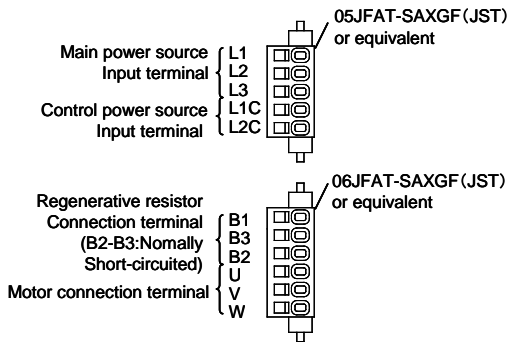 05JFAT-SAXGF(JST)
or equivalent
Main power source
Input terminal
L1
L2
L3
Control power source
Input terminal
L1C
L2C
06JFAT-SAXGF(JST)
or equivalent
Regenerative resistor
Connection terminal
(B2-B3:Nomally
Short-circuited)
B1
B3
B2
Motor connection terminal
U
V
W